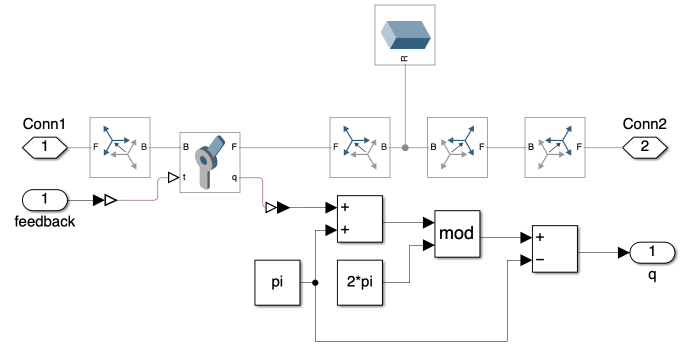 R
Conn1
Conn2
1
F
B
B
F
F
B
B
F
B
F
2
t
q
1
feedback
+
+
mod
+
−
1
q
pi
2*pi